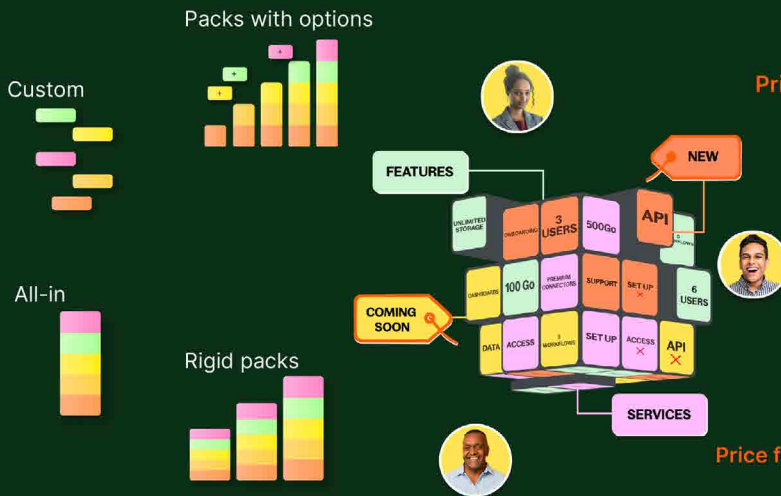 Packs with options
+
+
+
Custom
All-in
Rigid packs
Pri
FEATURES
NEW
UNLIMITED
STORAGE
ONBOARDING
3
USERS
500Go
API
DASHBOARDS
100 Go
PREMIUM
CONNECTORS
SUPPORT
SET UP
6
USERS
COMING
SOON
DATA
ACCESS
3
WORKFLOWS
SET UP
ACCESS
API
SERVICES
Price f